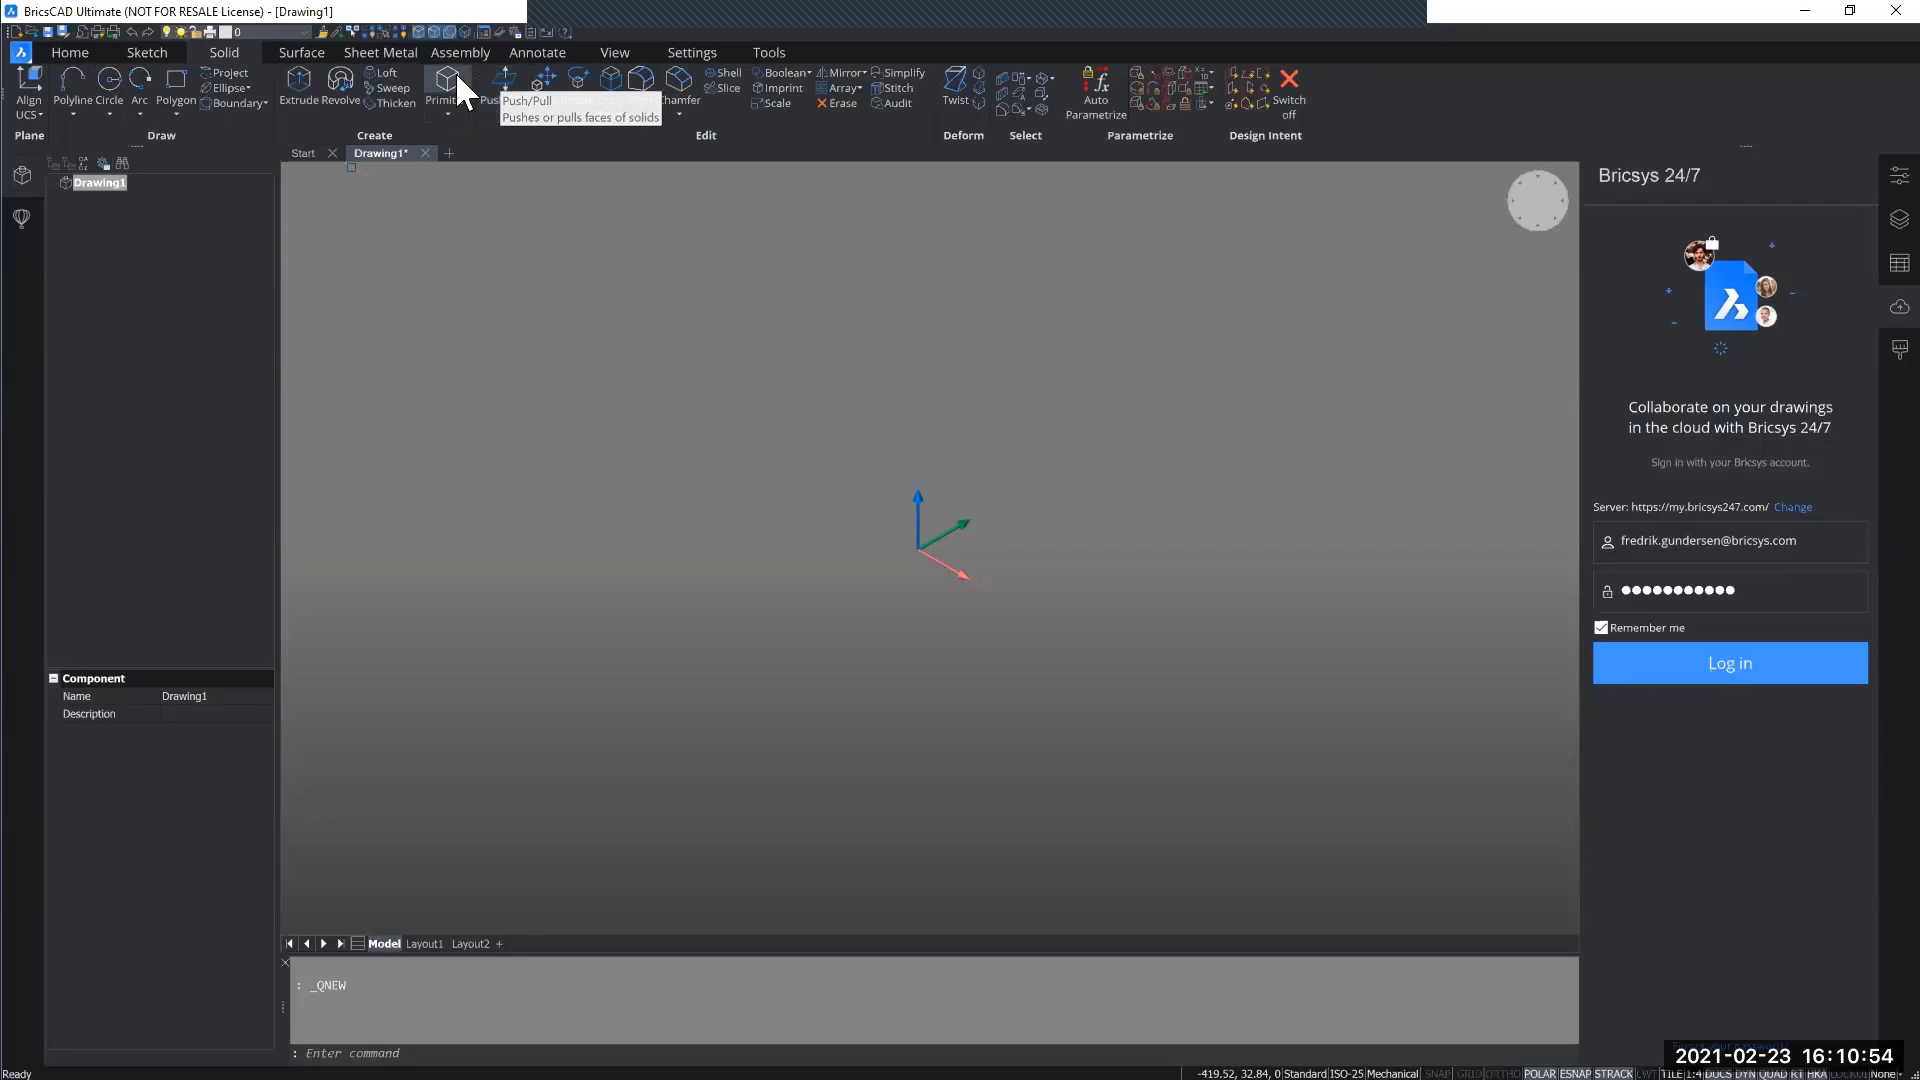 BricsCAD Ultimate (NOT FOR RESALE License) - [Drawing1]
0
Home Sketch Solid Surface Sheet Metal Assembly Annotate View Settings Tools
Align UCS
Polyline Circle Arc Polygon
Project
Ellipse
Boundary
Extrude Revolve
Loft
Sweep
Thicken
Push/Pull
Pushes or pulls faces of solids
Shell
Slice
Boolean
Imprint
Scale
Mirror
Array
Erase
Simplify
Stitch
Audit
Twist
Auto
Parametrize
Switch
off
Plane Draw Create Edit Deform Select Parametrize Design Intent
Start Drawing1*
Drawing1
Component
Name Drawing1
Description
Bricsys 24/7
Collaborate on your drawings
in the cloud with Bricsys 24/7
Sign in with your Bricsys account.
Server: https://my.bricsys247.com/ Change
fredrik.gundersen@bricsys.com
Remember me
Log in
Model Layout1 Layout2 +
: _QNEW
: Enter command
2021-02-23 16:10:54
Ready
-419.52, 32.84, 0 Standard ISO-25 Mechanical SNAP GRID ORTHO POLAR ESNAP STRACK LWT TILE 1:4 DUCS DYN QUAD RT HKA LOCKUI None